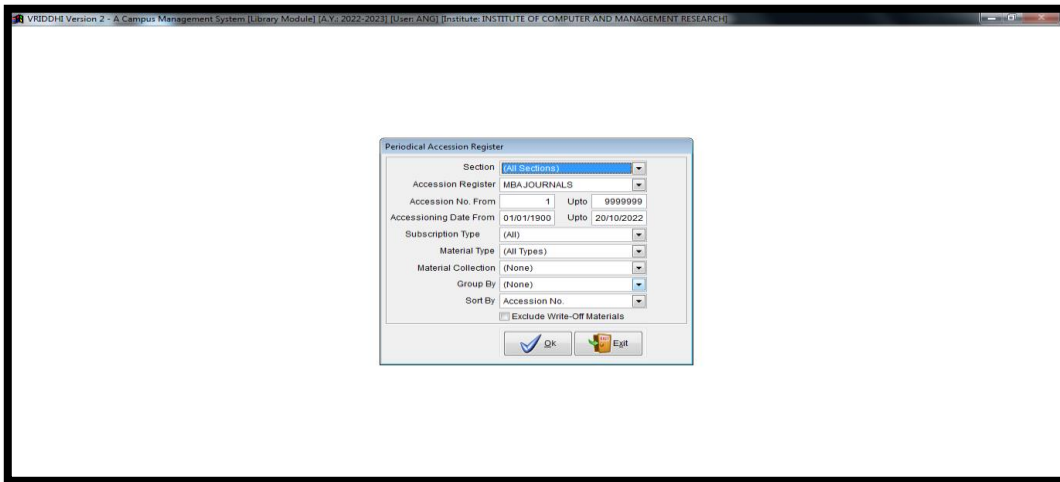 VRIDDHI Version 2 - A Campus Management System [Library Module] [A.Y.: 2022-2023] [User: ANG] [Institute: INSTITUTE OF COMPUTER AND MANAGEMENT RESEARCH]
Periodical Accession Register
Section (All Sections)
Accession Register MBAJOURNALS
Accession No. From 1 Upto 9999999
Accessioning Date From 01/01/1900 Upto 20/10/2022
Subscription Type (All)
Material Type (All Types)
Material Collection (None)
Group By (None)
Sort By Accession No.
Exclude Write-Off Materials
Ok Exit